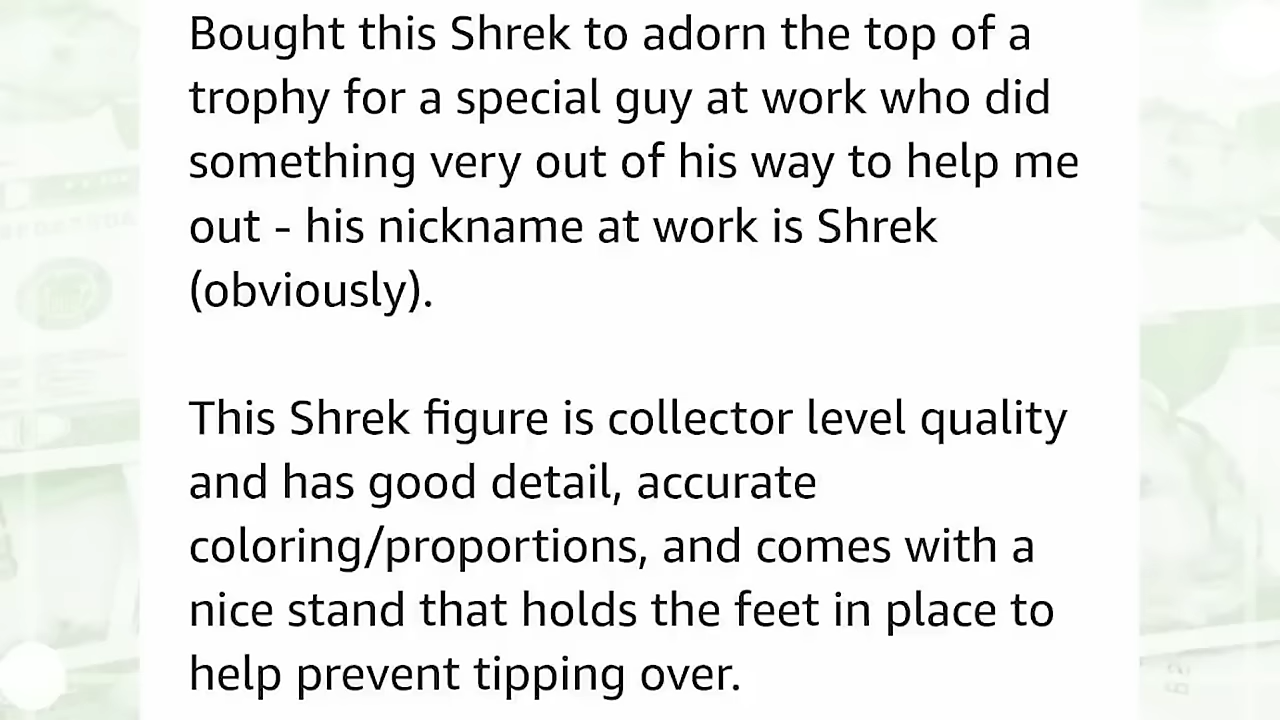 Bought this Shrek to adorn the top of a
trophy for a special guy at work who did
something very out of his way to help me
out - his nickname at work is Shrek
(obviously).
This Shrek figure is collector level quality
and has good detail, accurate
coloring/proportions, and comes with a
nice stand that holds the feet in place to
help prevent tipping over.